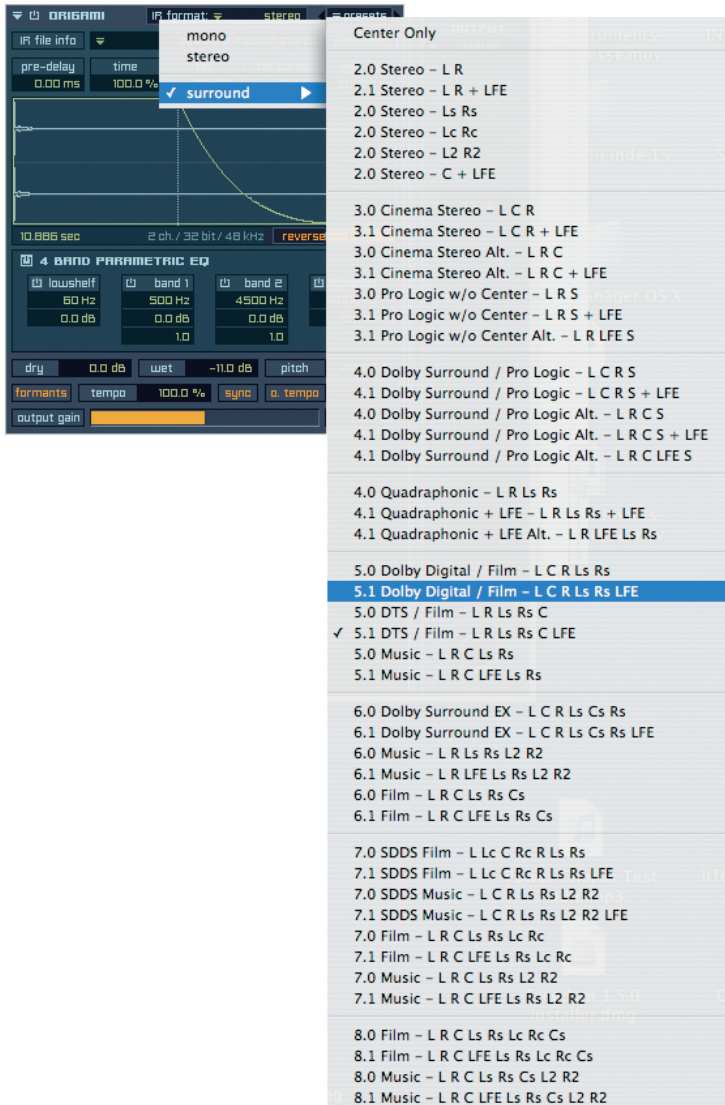 ORIGAMI IR format: stereo presets
IR file info
pre-delay time
0.00 ms 100.0 %
mono
stereo
✓ surround
10.886 sec 2 ch. / 32 bit / 48 kHz reverse
4 BAND PARAMETRIC EQ
lowshelf band 1 band 2
60 Hz 500 Hz 4500 Hz
0.0 dB 0.0 dB 0.0 dB
1.0 1.0
dry 0.0 dB wet -11.0 dB pitch
formants tempo 100.0 % sync o. tempo
output gain
Center Only
2.0 Stereo – L R
2.1 Stereo – L R + LFE
2.0 Stereo – Ls Rs
2.0 Stereo – Lc Rc
2.0 Stereo – L2 R2
2.0 Stereo – C + LFE
3.0 Cinema Stereo – L C R
3.1 Cinema Stereo – L C R + LFE
3.0 Cinema Stereo Alt. – L R C
3.1 Cinema Stereo Alt. – L R C + LFE
3.0 Pro Logic w/o Center – L R S
3.1 Pro Logic w/o Center – L R S + LFE
3.1 Pro Logic w/o Center Alt. – L R LFE S
4.0 Dolby Surround / Pro Logic – L C R S
4.1 Dolby Surround / Pro Logic – L C R S + LFE
4.0 Dolby Surround / Pro Logic Alt. – L R C S
4.1 Dolby Surround / Pro Logic Alt. – L R C S + LFE
4.1 Dolby Surround / Pro Logic Alt. – L R C LFE S
4.0 Quadraphonic – L R Ls Rs
4.1 Quadraphonic + LFE – L R Ls Rs + LFE
4.1 Quadraphonic + LFE Alt. – L R LFE Ls Rs
5.0 Dolby Digital / Film – L C R Ls Rs
5.1 Dolby Digital / Film – L C R Ls Rs LFE
5.0 DTS / Film – L R Ls Rs C
✓ 5.1 DTS / Film – L R Ls Rs C LFE
5.0 Music – L R C Ls Rs
5.1 Music – L R C LFE Ls Rs
6.0 Dolby Surround EX – L C R Ls Cs Rs
6.1 Dolby Surround EX – L C R Ls Cs Rs LFE
6.0 Music – L R Ls Rs L2 R2
6.1 Music – L R LFE Ls Rs L2 R2
6.0 Film – L R C Ls Rs Cs
6.1 Film – L R C LFE Ls Rs Cs
7.0 SDDS Film – L Lc C Rc R Ls Rs
7.1 SDDS Film – L Lc C Rc R Ls Rs LFE
7.0 SDDS Music – L C R Ls Rs L2 R2
7.1 SDDS Music – L C R Ls Rs L2 R2 LFE
7.0 Film – L R C Ls Rs Lc Rc
7.1 Film – L R C LFE Ls Rs Lc Rc
7.0 Music – L R C Ls Rs L2 R2
7.1 Music – L R C LFE Ls Rs L2 R2
8.0 Film – L R C Ls Rs Lc Rc Cs
8.1 Film – L R C LFE Ls Rs Lc Rc Cs
8.0 Music – L R C Ls Rs Cs L2 R2
8.1 Music – L R C LFE Ls Rs Cs L2 R2